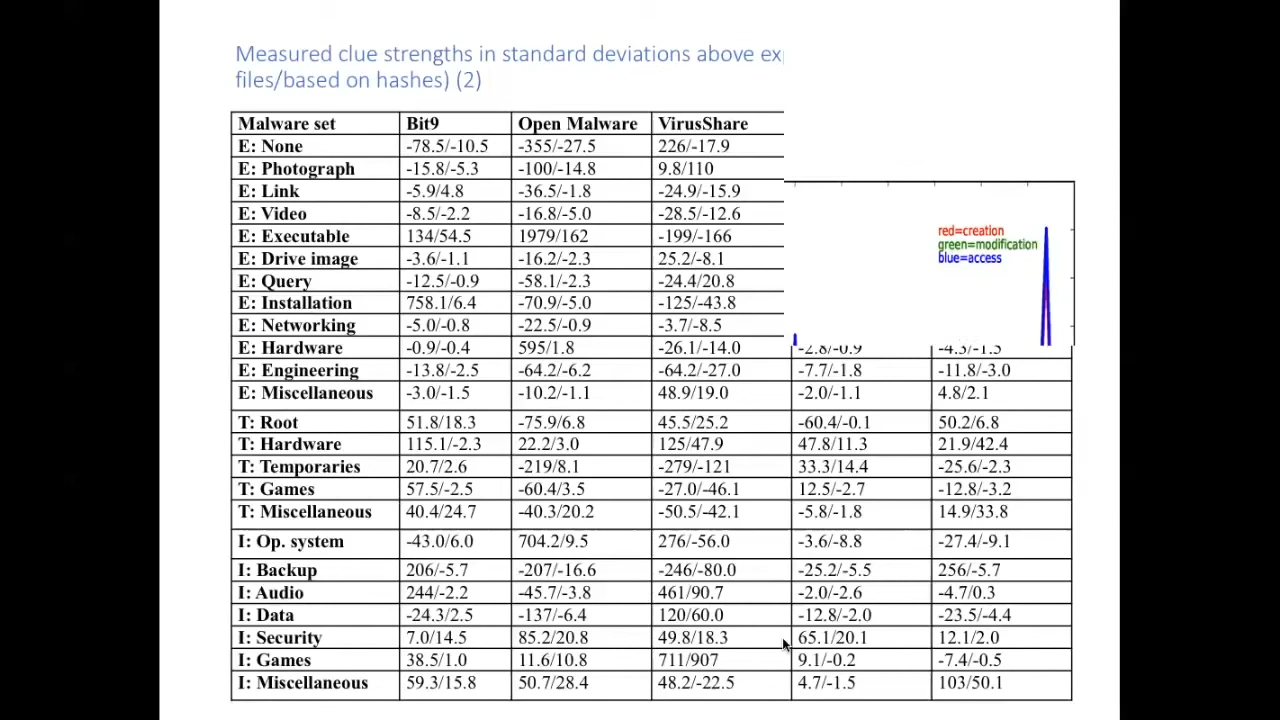 Measured clue strengths in standard deviations above
files/based on hashes) (2)
Malware set Bit9 Open Malware VirusShare
E: None -78.5/-10.5 -355/-27.5 226/-17.9
E: Photograph -15.8/-5.3 -100/-14.8 9.8/110
E: Link -5.9/4.8 -36.5/-1.8 -24.9/-15.9
E: Video -8.5/-2.2 -16.8/-5.0 -28.5/-12.6
E: Executable 134/54.5 1979/162 -199/-166
E: Drive image -3.6/-1.1 -16.2/-2.3 25.2/-8.1
E: Query -12.5/-0.9 -58.1/-2.3 -24.4/20.8
E: Installation 758.1/6.4 -70.9/-5.0 -125/-43.8
E: Networking -5.0/-0.8 -22.5/-0.9 -3.7/-8.5
E: Hardware -0.9/-0.4 595/1.8 -26.1/-14.0 -2.8/-0.9 -4.3/-1.5
E: Engineering -13.8/-2.5 -64.2/-6.2 -64.2/-27.0 -7.7/-1.8 -11.8/-3.0
E: Miscellaneous -3.0/-1.5 -10.2/-1.1 48.9/19.0 -2.0/-1.1 4.8/2.1
T: Root 51.8/18.3 -75.9/6.8 45.5/25.2 -60.4/-0.1 50.2/6.8
T: Hardware 115.1/-2.3 22.2/3.0 125/47.9 47.8/11.3 21.9/42.4
T: Temporaries 20.7/2.6 -219/8.1 -279/-121 33.3/14.4 -25.6/-2.3
T: Games 57.5/-2.5 -60.4/3.5 -27.0/-46.1 12.5/-2.7 -12.8/-3.2
T: Miscellaneous 40.4/24.7 -40.3/20.2 -50.5/-42.1 -5.8/-1.8 14.9/33.8
I: Op. system -43.0/6.0 704.2/9.5 276/-56.0 -3.6/-8.8 -27.4/-9.1
I: Backup 206/-5.7 -207/-16.6 -246/-80.0 -25.2/-5.5 256/-5.7
I: Audio 244/-2.2 -45.7/-3.8 461/90.7 -2.0/-2.6 -4.7/0.3
I: Data -24.3/2.5 -137/-6.4 120/60.0 -12.8/-2.0 -23.5/-4.4
I: Security 7.0/14.5 85.2/20.8 49.8/18.3 65.1/20.1 12.1/2.0
I: Games 38.5/1.0 11.6/10.8 711/907 9.1/-0.2 -7.4/-0.5
I: Miscellaneous 59.3/15.8 50.7/28.4 48.2/-22.5 4.7/-1.5 103/50.1
red=creation
green=modification
blue=access